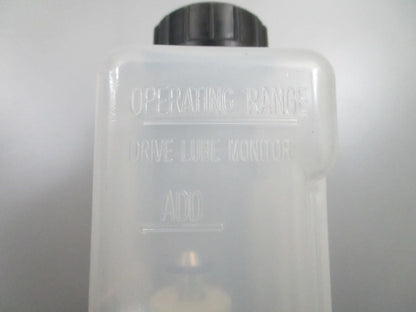 OPERATING RANGE
DRIVE LUBE MONITOR
ADD